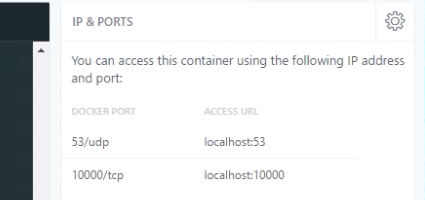 IP & PORTS
You can access this container using the following IP address
and port:
DOCKER PORT ACCESS URL
53/udp localhost:53
10000/tcp localhost:10000